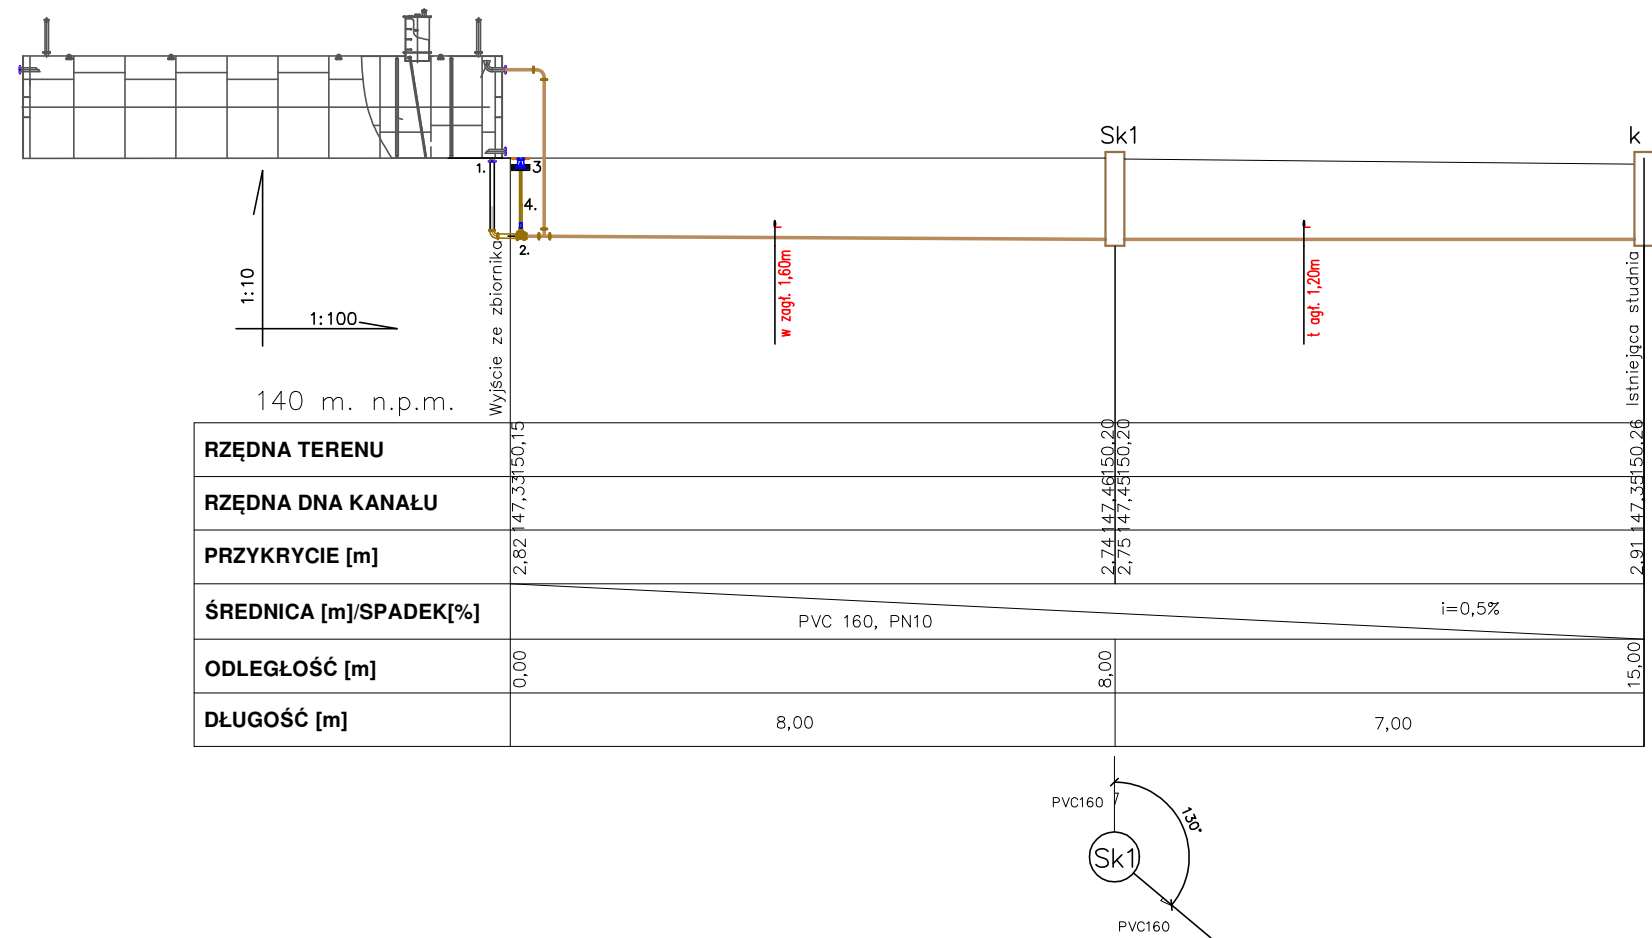 Sk1
k
1.
3
4.
2.
1:10
1:100
w zagł. 1,60m
t agł. 1,20m
Wyjście ze zbiornika
Istniejąca studnia
140 m. n.p.m.
RZĘDNA TERENU
150,15
150,20
150,20
150,26
RZĘDNA DNA KANAŁU
147,33
147,46
147,45
147,35
PRZYKRYCIE [m]
2,82
2,74
2,75
2,91
ŚREDNICA [m]/SPADEK[%]
PVC 160, PN10
i=0,5%
ODLEGŁOŚĆ [m]
0,00
8,00
15,00
DŁUGOŚĆ [m]
8,00
7,00
PVC160
130°
Sk1
PVC160